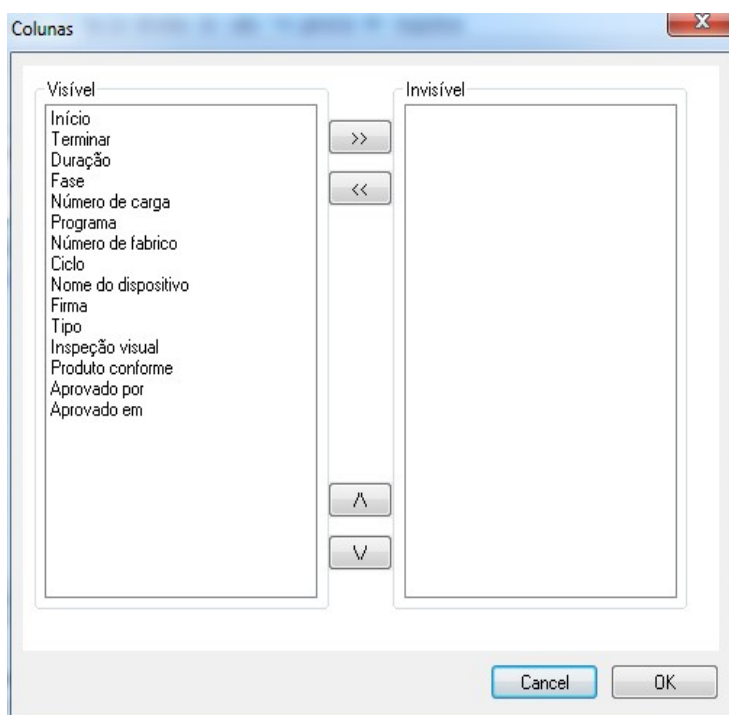 Colunas
Visível
Início
Terminar
Duração
Fase
Número de carga
Programa
Número de fabrico
Ciclo
Nome do dispositivo
Firma
Tipo
Inspeção visual
Produto conforme
Aprovado por
Aprovado em
>>
<<
/\
\/
Invisível
Cancel
OK